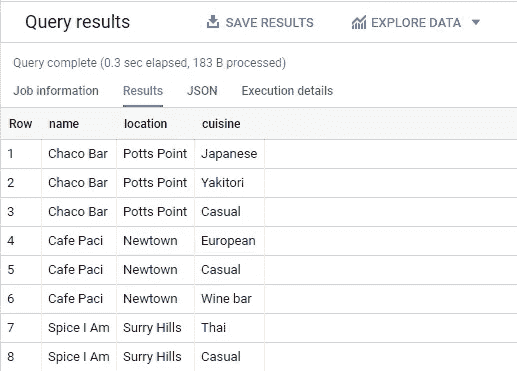 Query results SAVE RESULTS EXPLORE DATA
Query complete (0.3 sec elapsed, 183 B processed)
Job information Results JSON Execution details
Row name location cuisine
1 Chaco Bar Potts Point Japanese
2 Chaco Bar Potts Point Yakitori
3 Chaco Bar Potts Point Casual
4 Cafe Paci Newtown European
5 Cafe Paci Newtown Casual
6 Cafe Paci Newtown Wine bar
7 Spice I Am Surry Hills Thai
8 Spice I Am Surry Hills Casual